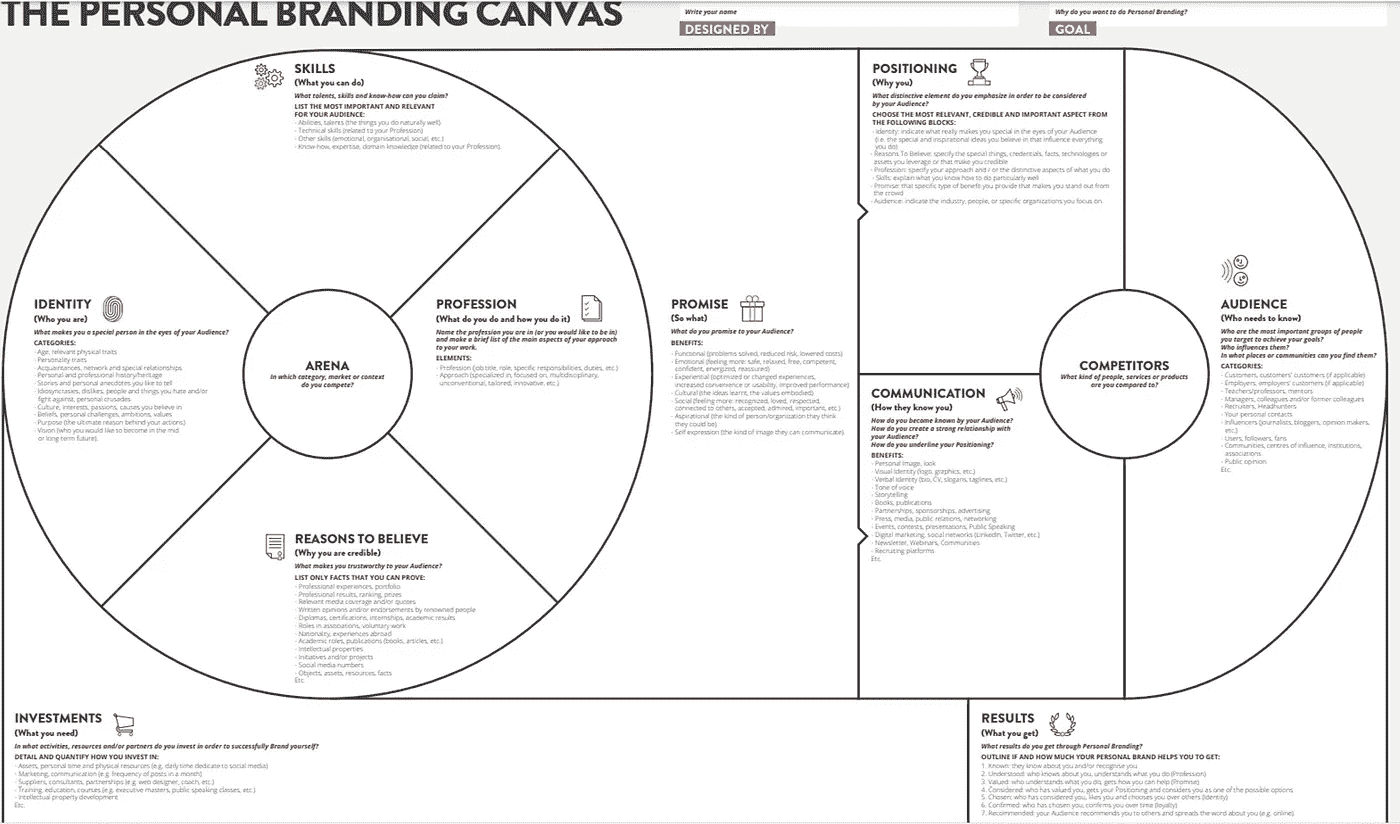 THE PERSONAL BRANDING CANVAS
Write your name
DESIGNED BY
Why do you want to do Personal Branding?
GOAL
SKILLS
(What you can do)
What talents, skills and know-how can you claim?
LIST THE MOST IMPORTANT AND RELEVANT
FOR YOUR AUDIENCE:
- Abilities, talents (the things you do naturally well)
- Technical skills (related to your Profession)
- Other skills (emotional, organisational, social, etc.)
- Know-how, expertise, domain knowledge (related to your Profession).
IDENTITY
(Who you are)
What makes you a special person in the eyes of your Audience?
CATEGORIES:
- Age, relevant physical traits
- Personality traits
- Acquaintances, network and special relationships
- Personal and professional history/heritage
- Stories and personal anecdotes you like to tell
- Idiosyncrasies, dislikes, people and things you hate and/or
fight against, personal crusades
- Culture, interests, passions, causes you believe in
- Beliefs, personal challenges, ambitions, values
- Purpose (the ultimate reason behind your actions)
- Vision (who you would like to become in the mid
or long-term future).
ARENA
In which category, market or context
do you compete?
PROFESSION
(What do you do and how you do it)
Name the profession you are in (or you would like to be in)
and make a brief list of the main aspects of your approach
to your work.
ELEMENTS:
- Profession (job title, role, specific responsibilities, duties, etc.)
- Approach (specialized in, focused on, multidisciplinary,
unconventional, tailored, innovative, etc.)
REASONS TO BELIEVE
(Why you are credible)
What makes you trustworthy to your Audience?
LIST ONLY FACTS THAT YOU CAN PROVE:
- Professional experiences, portfolio
- Professional results, ranking, prizes
- Relevant media coverage and/or quotes
- Written opinions and/or endorsements by renowned people
- Diplomas, certifications, internships, academic results
- Roles in associations, voluntary work
- Nationality, experiences abroad
- Academic roles, publications (books, articles, etc.)
- Intellectual properties
- Initiatives and/or projects
- Social media numbers
- Objects, assets, resources, facts
Etc.
PROMISE
(So what)
What do you promise to your Audience?
BENEFITS:
- Functional (problems solved, reduced risk, lowered costs)
- Emotional (feeling more: safe, relaxed, free, competent,
confident, energized, reassured)
- Experiential (optimised or changed experiences,
increased convenience or usability, improved performance)
- Cultural (the ideas learnt, the values embodied)
- Social (feeling more: recognized, loved, respected,
connected to others, accepted, admired, important, etc.)
- Aspirational (the kind of person/organization they think
they could be).
- Self expression (the kind of image they can communicate).
POSITIONING
(Why you)
What distinctive element do you emphasize in order to be considered
by your Audience?
CHOOSE THE MOST RELEVANT, CREDIBLE AND IMPORTANT ASPECT FROM
THE FOLLOWING BLOCKS:
- Identity: indicate what really makes you special in the eyes of your Audience
(i.e. the special and inspirational ideas you believe in that influence everything
you do)
- Reasons To Believe: specify the special things, credentials, facts, technologies or
assets you leverage or that make you credible
- Profession: specify your approach and / or the distinctive aspects of what you do
- Skills: explain what you know how to do particularly well
- Promise: that specific type of benefit you provide that makes you stand out from
the crowd
- Audience: indicate the industry, people, or specific organizations you focus on.
COMMUNICATION
(How they know you)
How do you become known by your Audience?
How do you create a strong relationship with
your Audience?
How do you underline your Positioning?
BENEFITS:
- Personal image, look
- Visual Identity (logo, graphics, etc.)
- Verbal Identity (bio, CV, slogans, taglines, etc.)
- Tone of voice
- Storytelling
- Books, publications
- Partnerships, sponsorships, advertising
- Press, media, public relations, networking
- Events, contests, presentations, Public Speaking
- Digital marketing, social networks (LinkedIn, Twitter, etc.)
- Newsletter, Webinars, Communities
- Recruiting platforms
Etc.
COMPETITORS
What kind of people, services or products
are you compared to?
AUDIENCE
(Who needs to know)
Who are the most important groups of people
you target to achieve your goals?
Who influences them?
In what places or communities can you find them?
CATEGORIES:
- Customers, customers' customers (if applicable)
- Employers, employers' customers (if applicable)
- Teachers/professors, mentors
- Managers, colleagues and/or former colleagues
- Recruiters, Headhunters
- Your personal contacts
- Influencers (journalists, bloggers, opinion makers,
etc.)
- Users, followers, fans
- Communities, centres of influence, institutions,
associations
- Public opinion
Etc.
INVESTMENTS
(What you need)
In what activities, resources and/or partners do you invest in order to successfully Brand yourself?
DETAIL AND QUANTIFY HOW YOU INVEST IN:
- Assets, personal time and physical resources (e.g. daily time dedicate to social media)
- Marketing, communication (e.g. frequency of posts in a month)
- Suppliers, consultants, partnerships (e.g. web designer, coach, etc.)
- Training, education, courses (e.g. executive masters, public speaking classes, etc.)
- Intellectual property development
Etc.
RESULTS
(What you get)
What results do you get through Personal Branding?
OUTLINE IF AND HOW MUCH YOUR PERSONAL BRAND HELPS YOU TO GET:
1. Known: they know about you and/or recognise you
2. Understood: who knows about you, understands what you do (Profession)
3. Valued: who understands what you do, gets how you can help (Promise)
4. Considered: who has valued you, gets your Positioning and considers you as one of the possible options
5. Chosen: who has considered you, likes you and chooses you over others (Identity)
6. Confirmed: who has chosen you, confirms you over time (loyalty)
7. Recommended: your Audience recommends you to others and spreads the word about you (e.g. online)